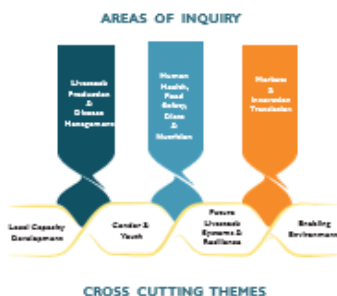 AREAS OF INQUIRY
Livestock
Production
&
Disease
Management
Human
Health,
Food
Safety,
Diets
&
Nutrition
Markets
&
Innovation
Translation
Local Capacity
Development
Gender &
Youth
Future
Livestock
Systems &
Resilience
Enabling
Environment
CROSS CUTTING THEMES